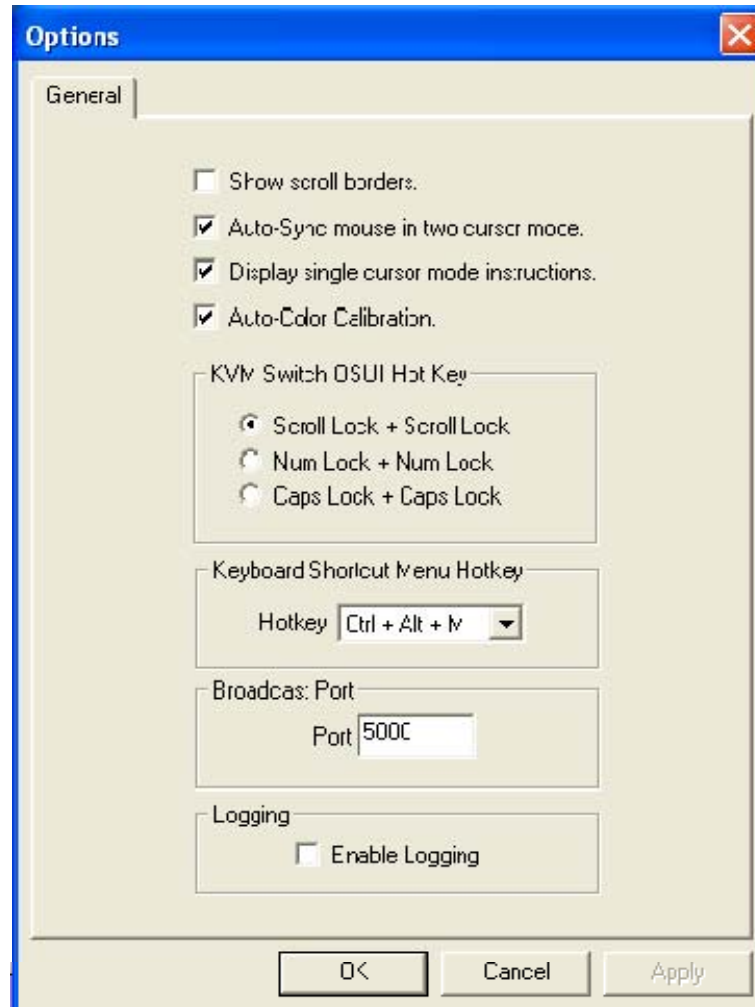 Options
General
Show scroll borders.
Auto-Sync mouse in two cursor mode.
Display single cursor mode instructions.
Auto-Color Calibration.
KVM Switch OSUI Hot Key
Scroll Lock + Scroll Lock
Num Lock + Num Lock
Caps Lock + Caps Lock
Keyboard Shortcut Menu Hotkey
Hotkey Ctrl + Alt + M
Broadcast Port
Port 5000
Logging
Enable Logging
OK Cancel Apply